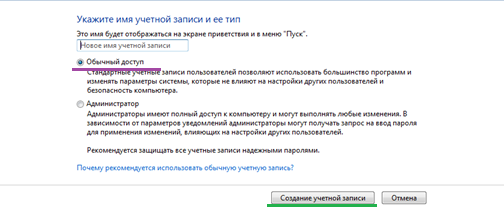 Укажите имя учетной записи и ее тип
Это имя будет отображаться на экране приветствия и в меню "Пуск".
Новое имя учетной записи
Обычный доступ
Стандартные учетные записи пользователей позволяют использовать большинство программ и
изменять параметры системы, которые не влияют на настройки других пользователей и
безопасность компьютера.
Администратор
Администраторы имеют полный доступ к компьютеру и могут выполнять любые изменения. В
зависимости от параметров уведомлений администраторы могут получать запрос на ввод пароля
для применения изменений, влияющих на настройки других пользователей.
Рекомендуется защищать все учетные записи надежными паролями.
Почему рекомендуется использовать обычную учетную запись?
Создание учетной записи
Отмена